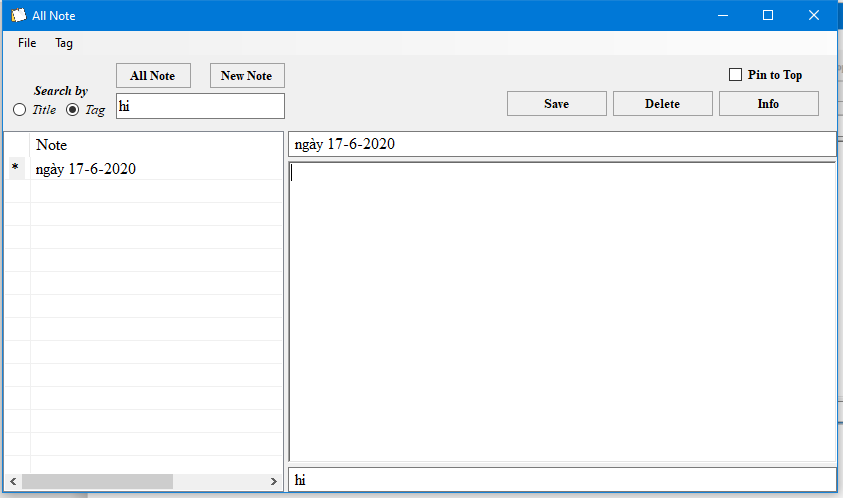 All Note
File Tag
All Note New Note
Pin to Top
Search by
Title Tag
hi
Save Delete Info
Note
ngày 17-6-2020
* ngày 17-6-2020
hi